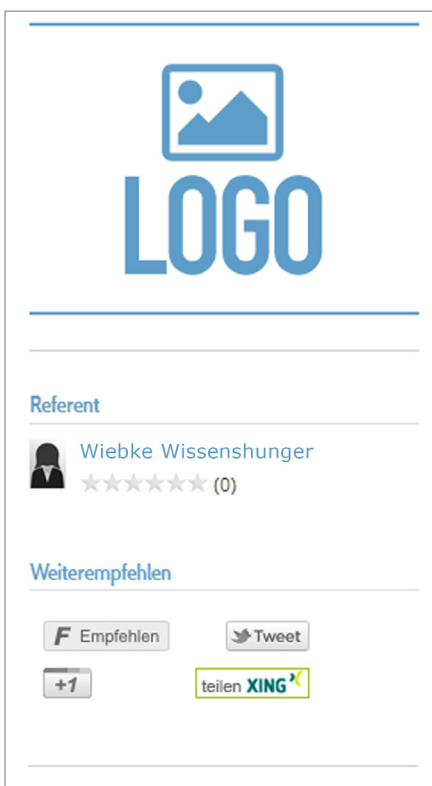 LOGO
Referent
Wiebke Wissenshunger
(0)
Weiterempfehlen
F Empfehlen
Tweet
+1
teilen XING